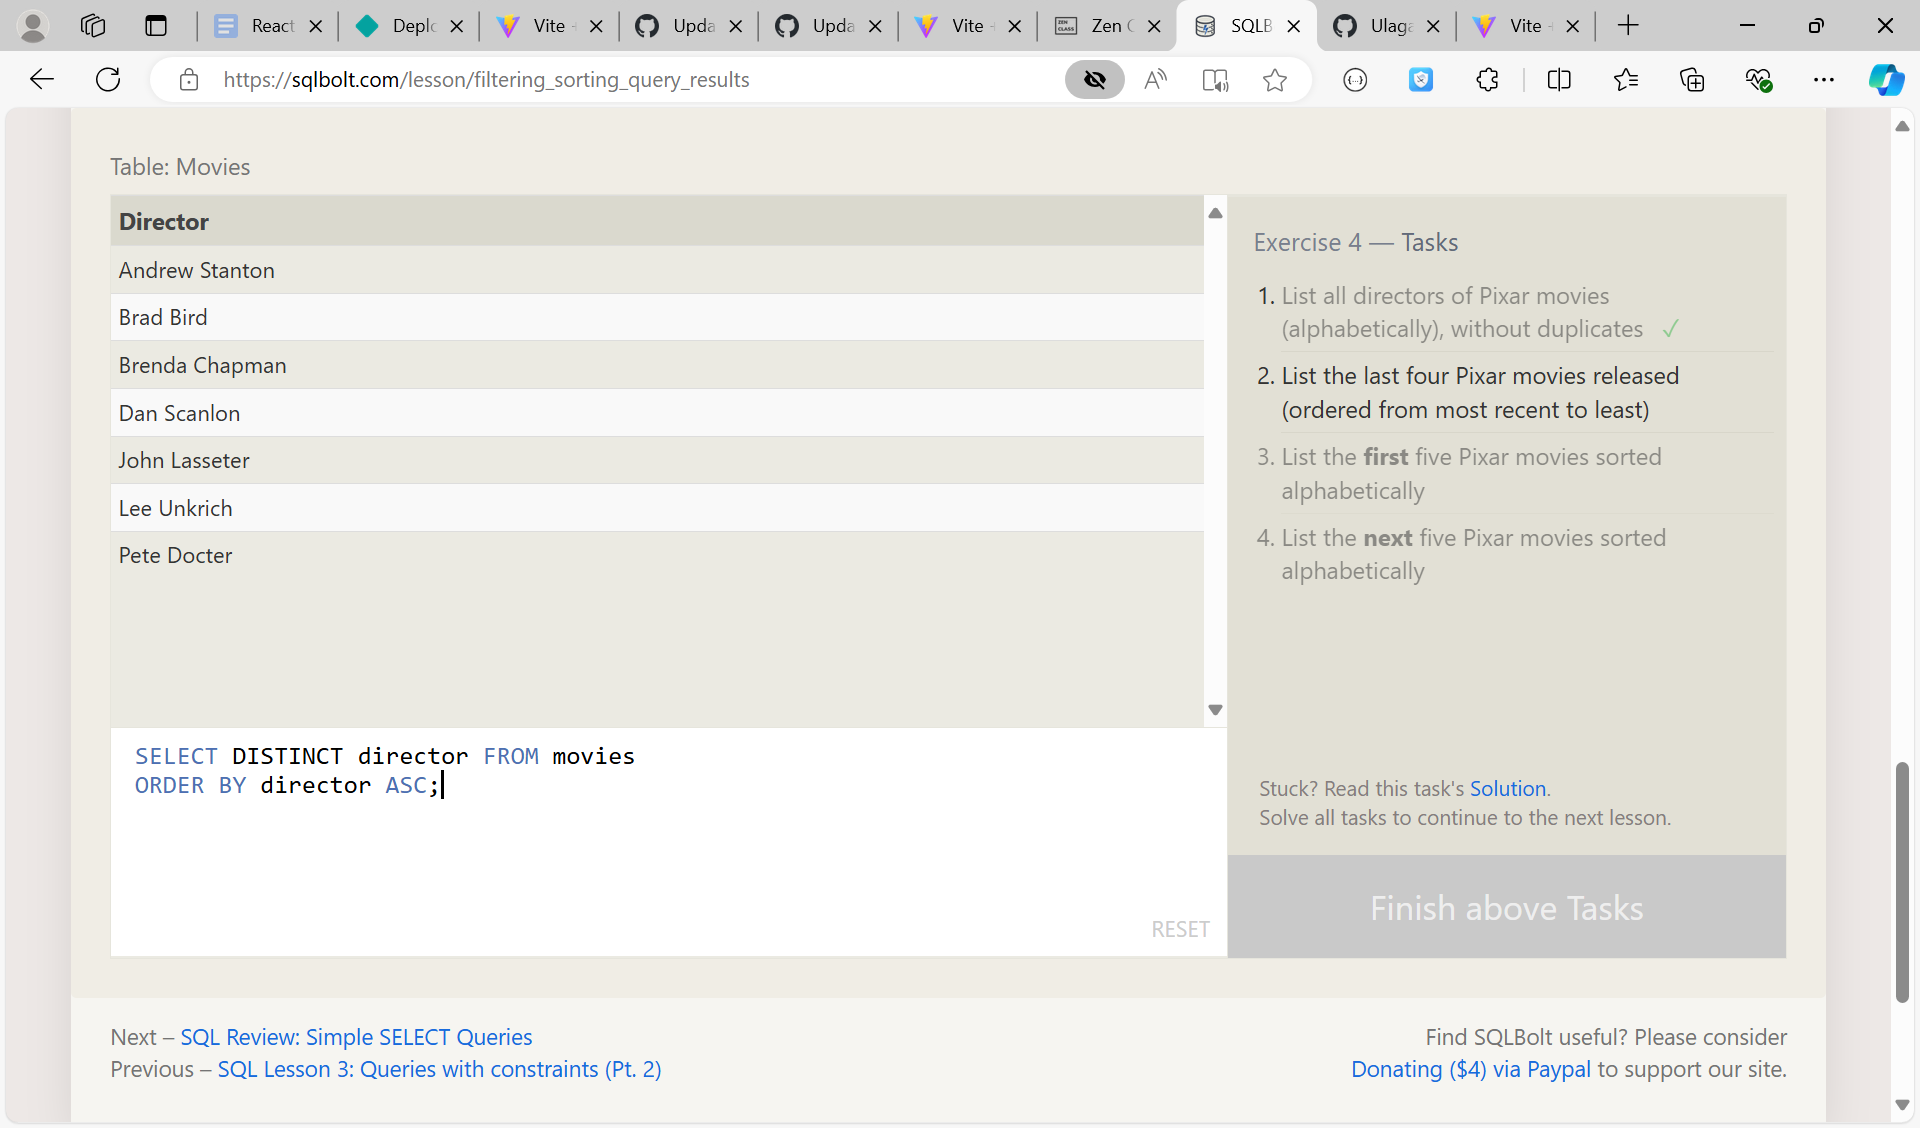 React
Deplo
Vite
Upda
Upda
Vite
Zen C
SQLB
Ulaga
Vite
https://sqlbolt.com/lesson/filtering_sorting_query_results
Table: Movies
Director
Andrew Stanton
Brad Bird
Brenda Chapman
Dan Scanlon
John Lasseter
Lee Unkrich
Pete Docter
SELECT DISTINCT director FROM movies
ORDER BY director ASC;
RESET
Exercise 4 — Tasks
1. List all directors of Pixar movies
(alphabetically), without duplicates ✓
2. List the last four Pixar movies released
(ordered from most recent to least)
3. List the first five Pixar movies sorted
alphabetically
4. List the next five Pixar movies sorted
alphabetically
Stuck? Read this task's Solution.
Solve all tasks to continue to the next lesson.
Finish above Tasks
Next – SQL Review: Simple SELECT Queries
Previous – SQL Lesson 3: Queries with constraints (Pt. 2)
Find SQLBolt useful? Please consider
Donating ($4) via Paypal to support our site.